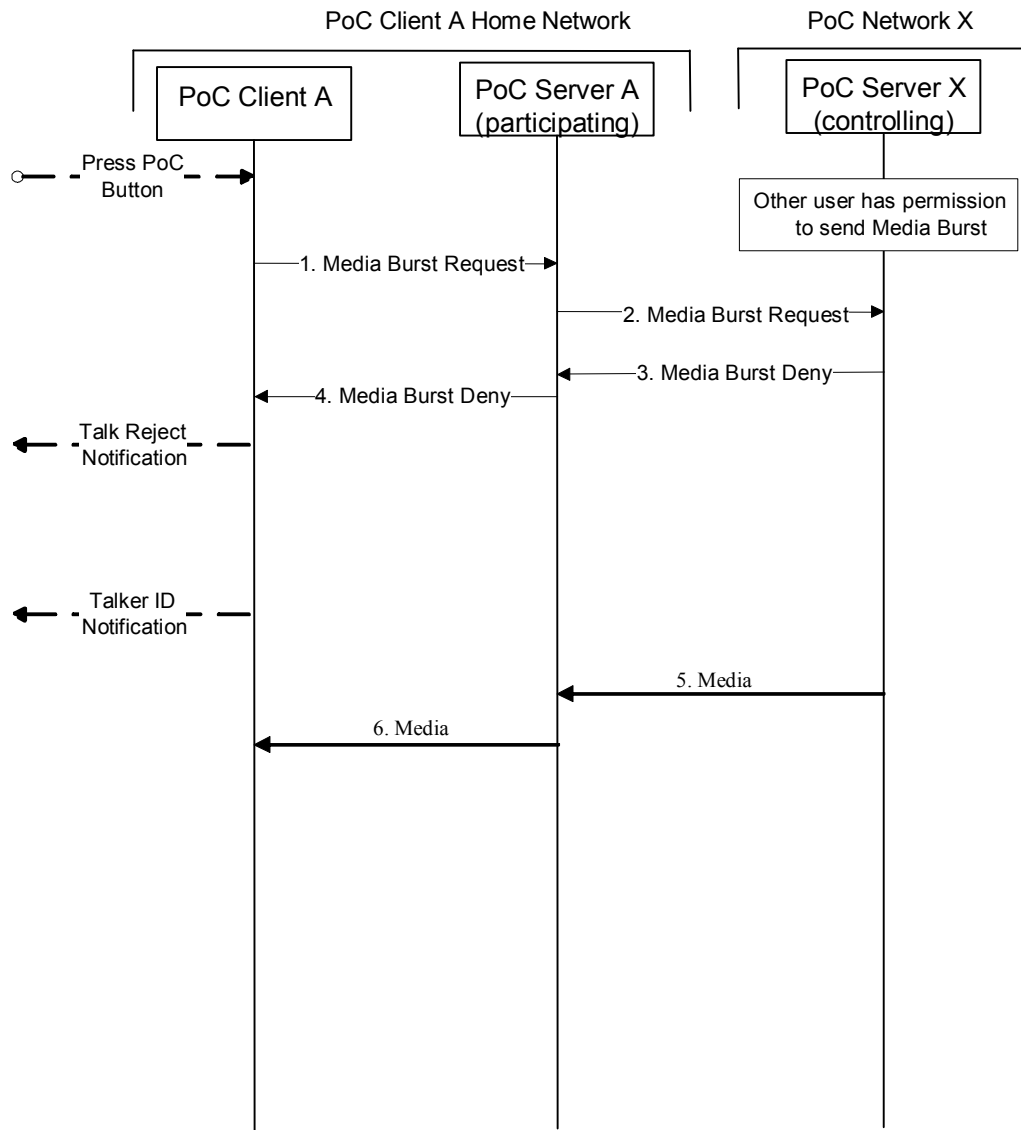 PoC Client A Home Network
PoC Network X
PoC Client A
PoC Server A
(participating)
PoC Server X
(controlling)
Press PoC
Button
Other user has permission
to send Media Burst
1. Media Burst Request
2. Media Burst Request
3. Media Burst Deny
4. Media Burst Deny
Talk Reject
Notification
Talker ID
Notification
5. Media
6. Media